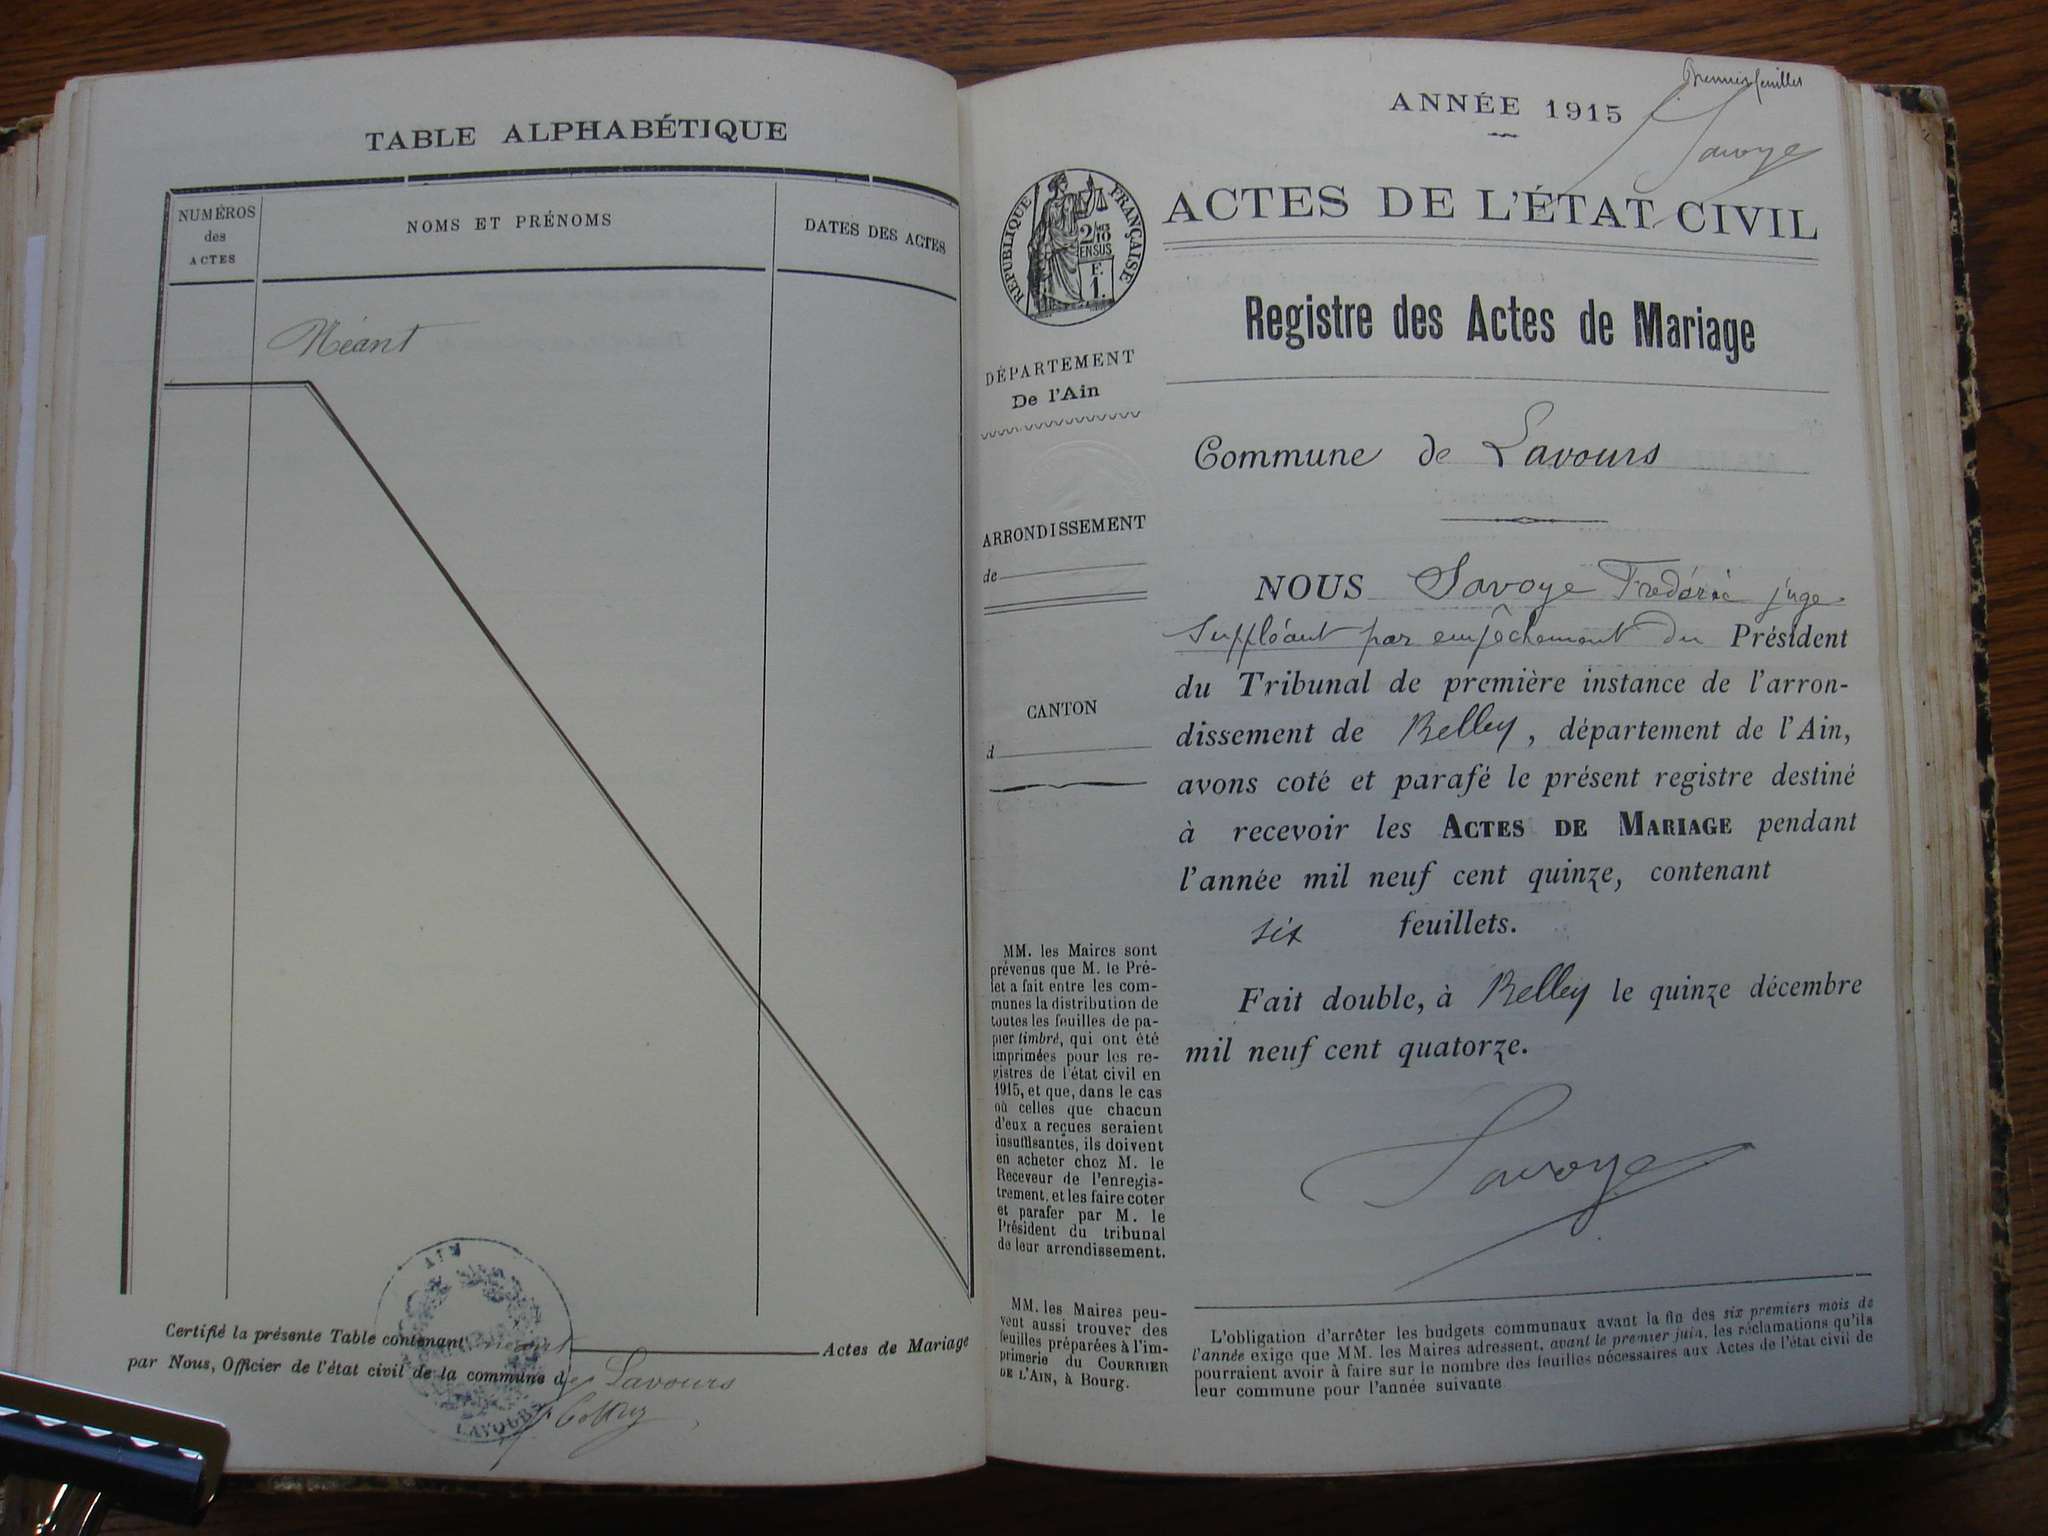 TABLE ALPHABÉTIQUE
NUMÉROS
des
ACTES
NOMS ET PRÉNOMS
DATES DES ACTES
Néant
AIN
LAVOURS
Certifié la présente Table contenant Néant Actes de Mariage
par Nous, Officier de l'état civil de la commune de Lavours
Premier feuillet
Savoye
ANNÉE 1915
RÉPUBLIQUE FRANÇAISE
2/10
EN SUS
F.
1.
ACTES DE L'ÉTAT CIVIL
Registre des Actes de Mariage
DÉPARTEMENT
De l'Ain
Commune de Lavours
ARRONDISSEMENT
de
CANTON
d
NOUS Savoye Frédéric juge
suppléant par empêchement du Président
du Tribunal de première instance de l'arron-
dissement de Belley, département de l'Ain,
avons coté et parafé le présent registre destiné
à recevoir les ACTES DE MARIAGE pendant
l'année mil neuf cent quinze, contenant
six feuillets.
Fait double, à Belley le quinze décembre
mil neuf cent quatorze.
Savoye
MM. les Maires sont
prévenus que M. le Pré-
fet a fait entre les com-
munes la distribution de
toutes les feuilles de pa-
pier timbré, qui ont été
imprimées pour les re-
gistres de l'état civil en
1915, et que, dans le cas
où celles que chacun
d'eux a reçues seraient
insuffisantes, ils doivent
en acheter chez M. le
Receveur de l'enregis-
trement, et les faire coter
et parafer par M. le
Président du tribunal
de leur arrondissement.
MM. les Maires peu-
vent aussi trouver des
feuilles préparées à l'im-
primerie du COURRIER
DE L'AIN, à Bourg.
L'obligation d'arrêter les budgets communaux avant la fin des six premiers mois de
l'année exige que MM. les Maires adressent, avant le premier juin, les réclamations qu'ils
pourraient avoir à faire sur le nombre des feuilles nécessaires aux Actes de l'état civil de
leur commune pour l'année suivante